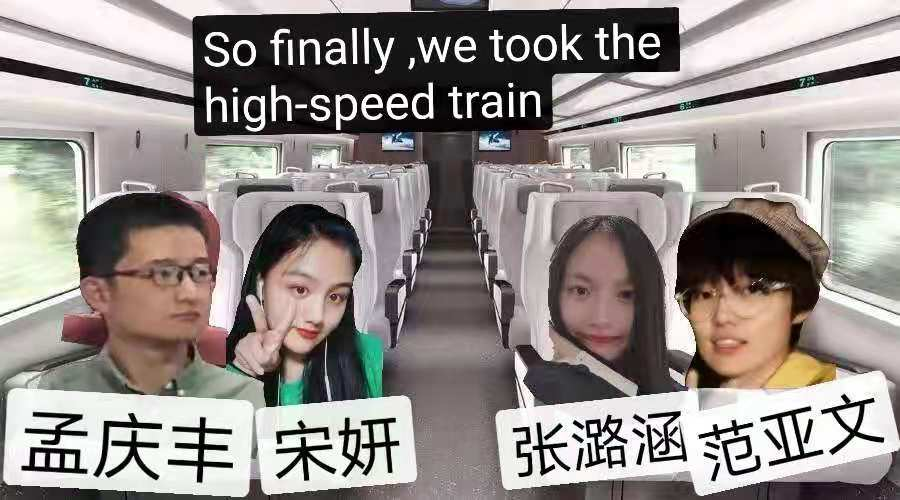 So finally ,we took the
high-speed train
孟庆丰
宋妍
张潞涵
范亚文